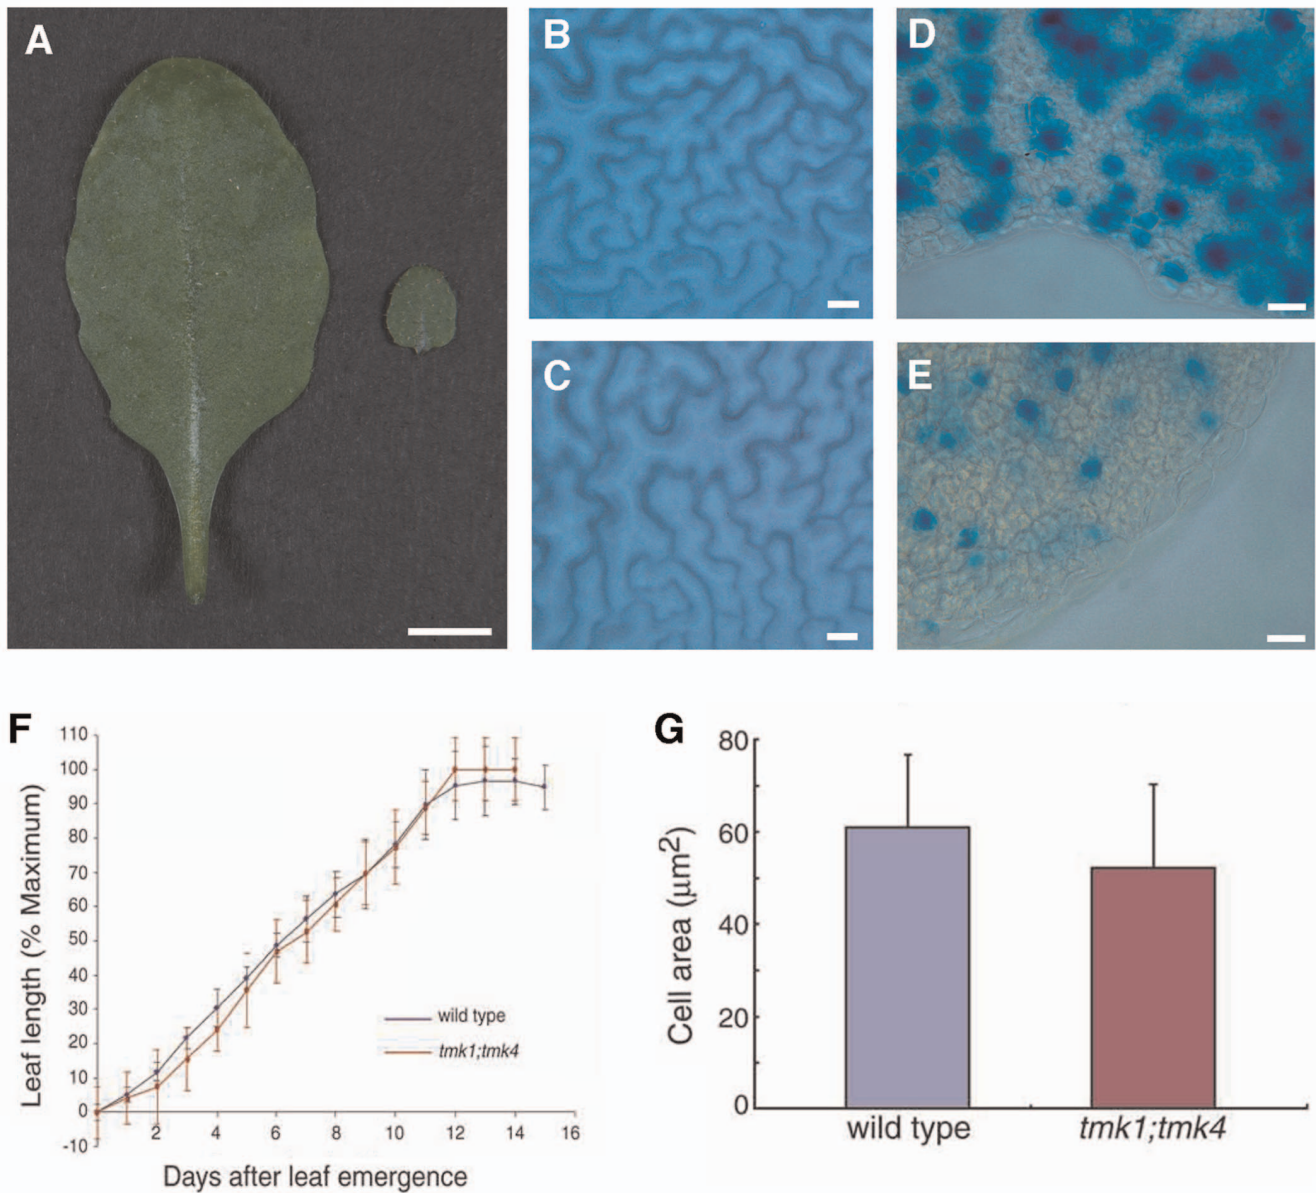 A
B
C
D
E
F
110
100
90
80
70
60
50
40
30
20
10
0
-10
2 4 6 8 10 12 14 16
Leaf length (% Maximum)
Days after leaf emergence
wild type
tmk1;tmk4
G
80
60
40
20
0
Cell area (μm²)
wild type
tmk1;tmk4